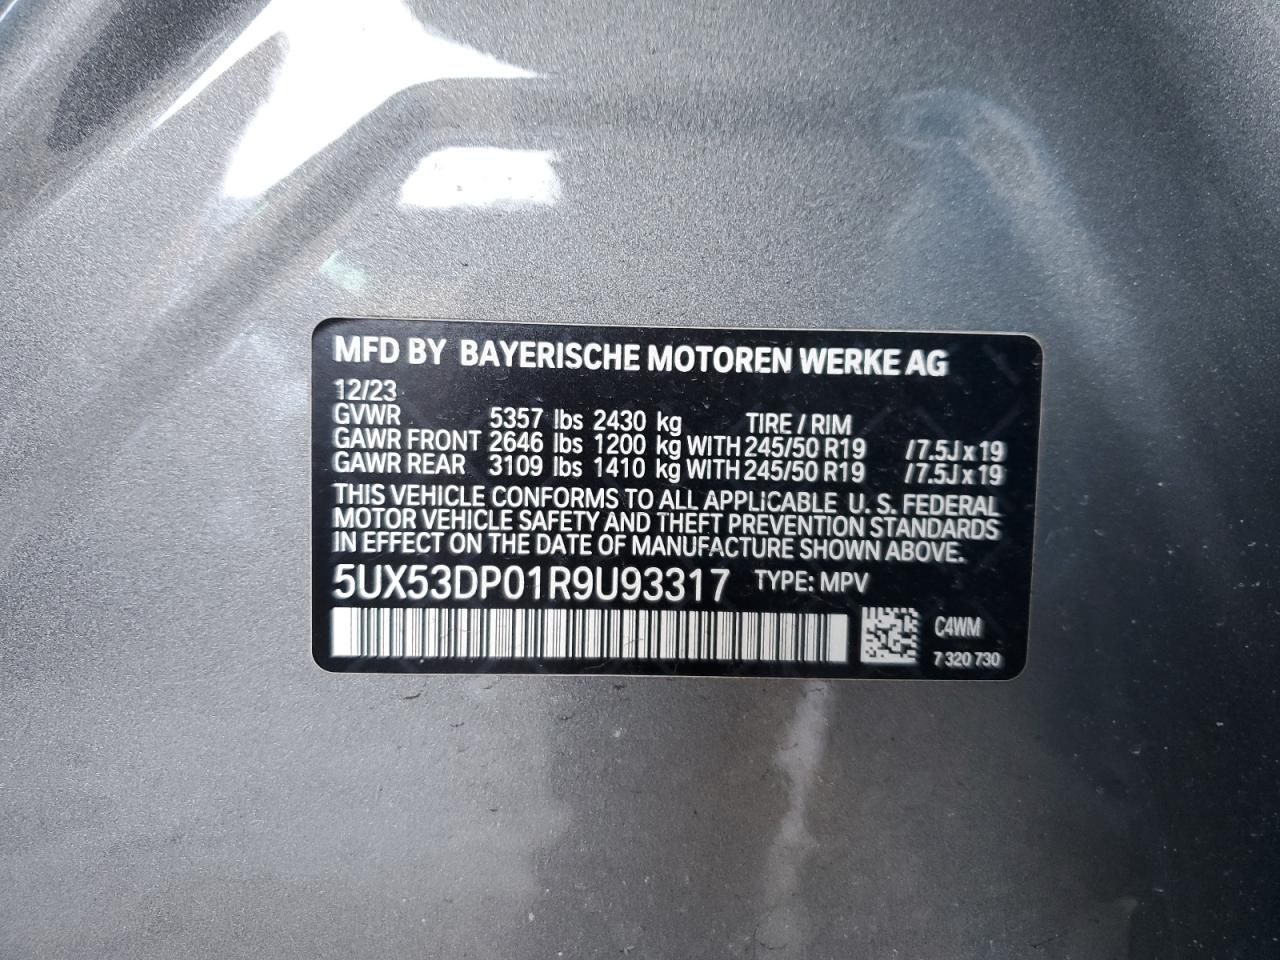 MFD BY BAYERISCHE MOTOREN WERKE AG
12/23
GVWR 5357 lbs 2430 kg TIRE / RIM
GAWR FRONT 2646 lbs 1200 kg WITH 245/50 R19 / 7.5J x 19
GAWR REAR 3109 lbs 1410 kg WITH 245/50 R19 / 7.5J x 19
THIS VEHICLE CONFORMS TO ALL APPLICABLE U. S. FEDERAL
MOTOR VEHICLE SAFETY AND THEFT PREVENTION STANDARDS
IN EFFECT ON THE DATE OF MANUFACTURE SHOWN ABOVE.
5UX53DP01R9U93317 TYPE: MPV
C4WM
7 320 730